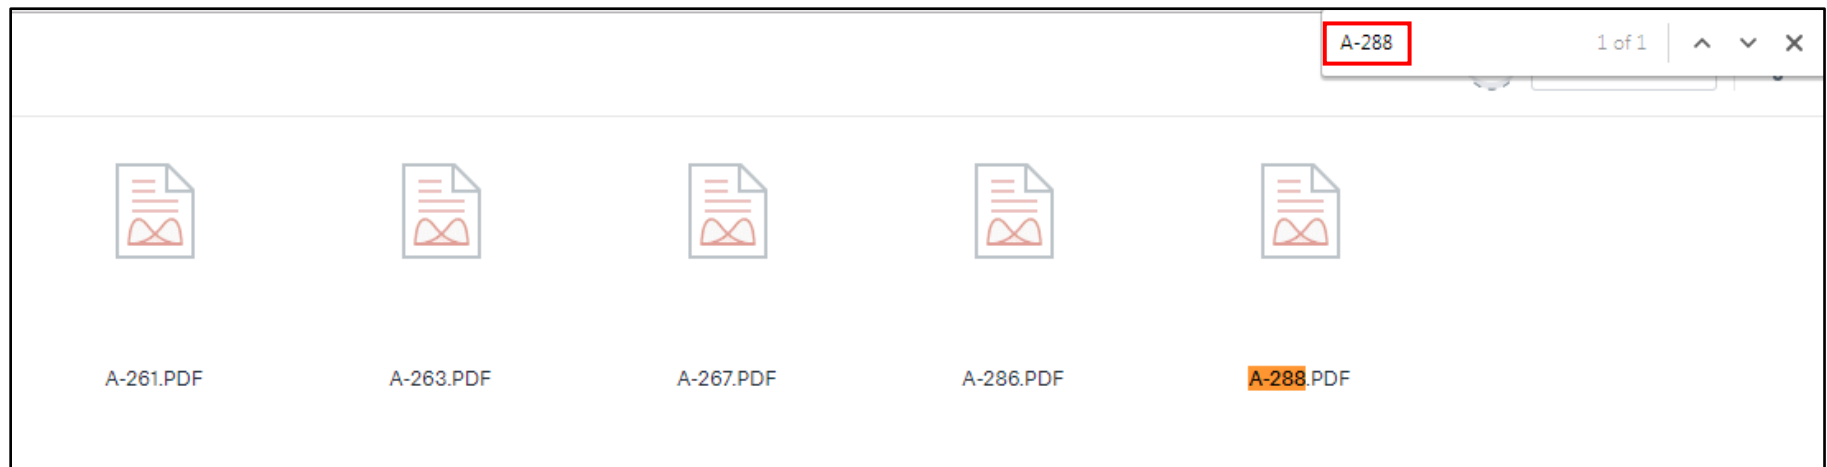 A-288 1 of 1
A-261.PDF A-263.PDF A-267.PDF A-286.PDF A-288.PDF